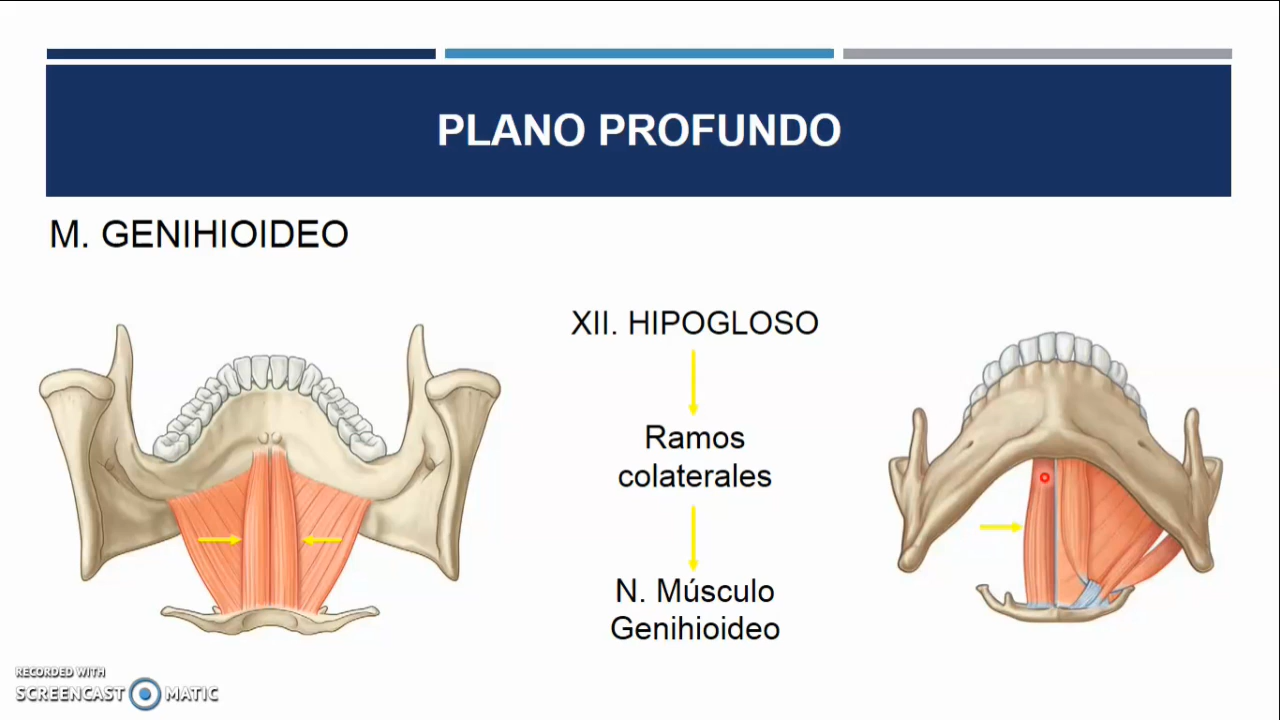 PLANO PROFUNDO
M. GENIHIOIDEO
XII. HIPOGLOSO
Ramos
colaterales
N. Músculo
Genihioideo
RECORDED WITH
SCREENCAST MATIC